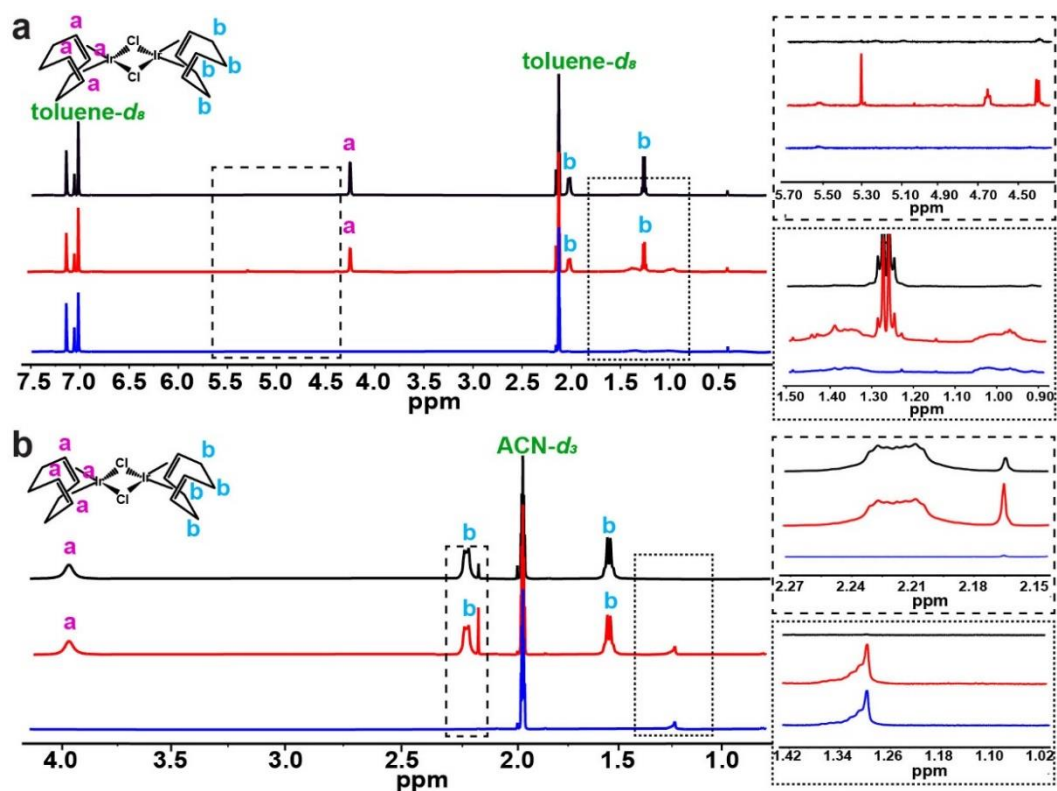 a
a
Cl
b
a
a
Ir
Ir
b
b
Cl
a
b
toluene-d₈
toluene-d₈
a
b
b
a
b
b
7.5 7.0 6.5 6.0 5.5 5.0 4.5 4.0 3.5 3.0 2.5 2.0 1.5 1.0 0.5
ppm
5.70 5.50 5.30 5.10 4.90 4.70 4.50
ppm
1.50 1.40 1.30 1.20 1.10 1.00 0.90
ppm
b
a
Cl
b
a
a
Ir
Ir
b
b
Cl
a
b
ACN-d₃
a
b
b
a
b
b
4.0 3.5 3.0 2.5 2.0 1.5 1.0
ppm
2.27 2.24 2.21 2.18 2.15
ppm
1.42 1.34 1.26 1.18 1.10 1.02
ppm